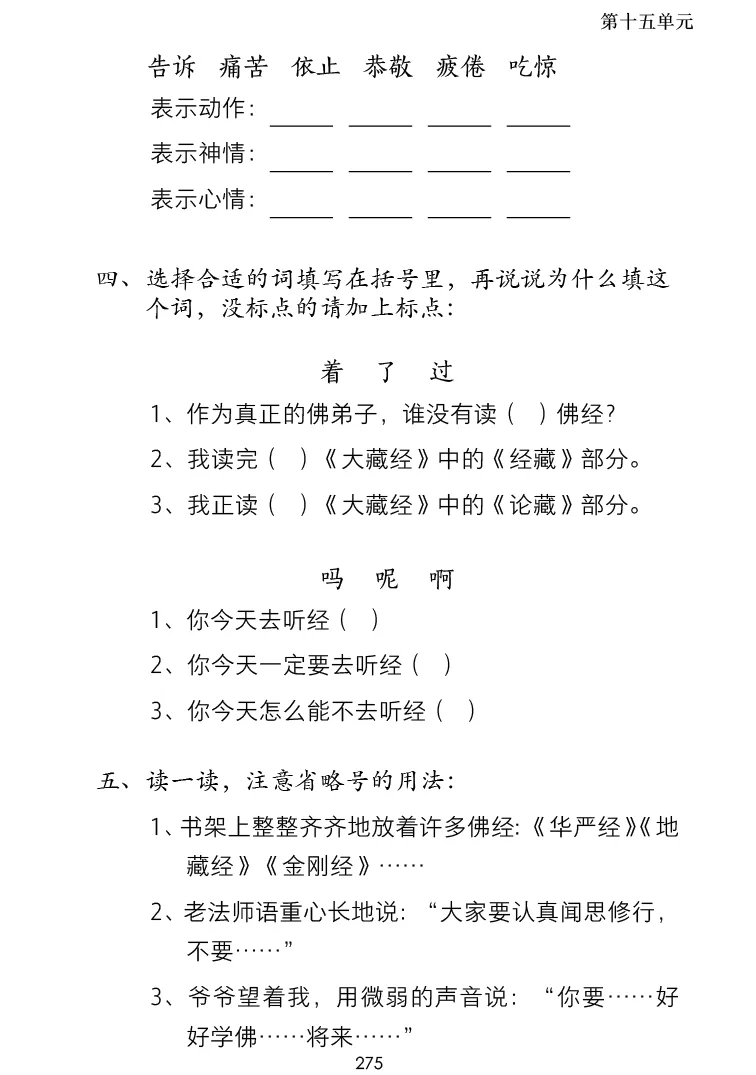 第十五单元
告诉 痛苦 依止 恭敬 疲倦 吃惊
表示动作：
表示神情：
表示心情：
四、选择合适的词填写在括号里，再说说为什么填这
个词，没标点的请加上标点：
着 了 过
1、作为真正的佛弟子，谁没有读（ ）佛经？
2、我读完（ ）《大藏经》中的《经藏》部分。
3、我正读（ ）《大藏经》中的《论藏》部分。
吗 呢 啊
1、你今天去听经（ ）
2、你今天一定要去听经（ ）
3、你今天怎么能不去听经（ ）
五、读一读，注意省略号的用法：
1、书架上整整齐齐地放着许多佛经：《华严经》《地
藏经》《金刚经》……
2、老法师语重心长地说：“大家要认真闻思修行，
不要……”
3、爷爷望着我，用微弱的声音说：“你要……好
好学佛……将来……”
275